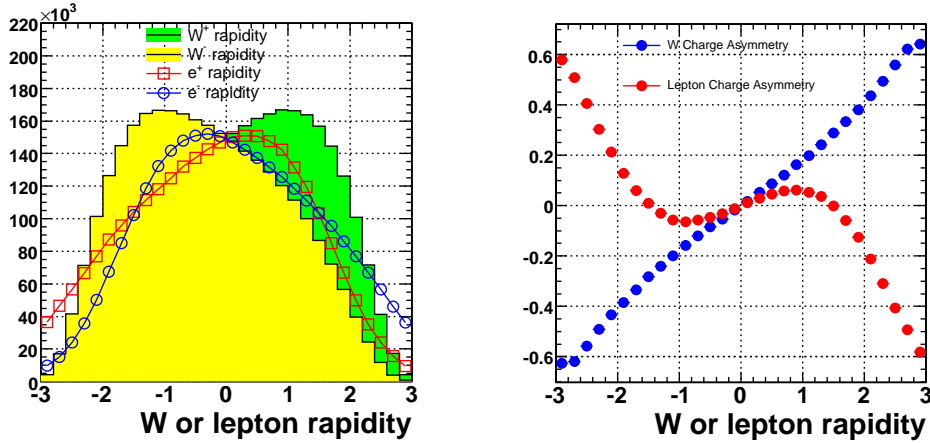 ×10³
220
200
180
160
140
120
100
80
60
40
20
0
W⁺ rapidity
W⁻ rapidity
e⁺ rapidity
e⁻ rapidity
-3 -2 -1 0 1 2 3
W or lepton rapidity
0.6
0.4
0.2
0
-0.2
-0.4
-0.6
W Charge Asymmetry
Lepton Charge Asymmetry
-3 -2 -1 0 1 2 3
W or lepton rapidity